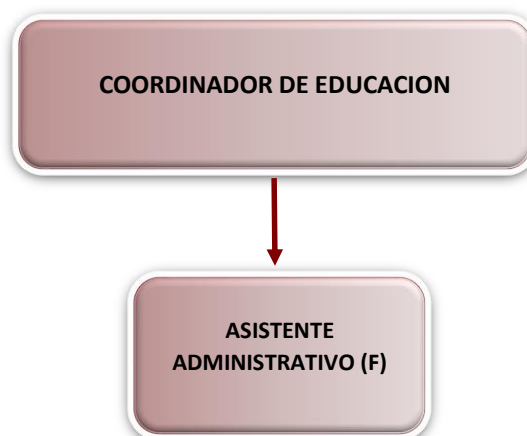 COORDINADOR DE EDUCACION
ASISTENTE
ADMINISTRATIVO (F)